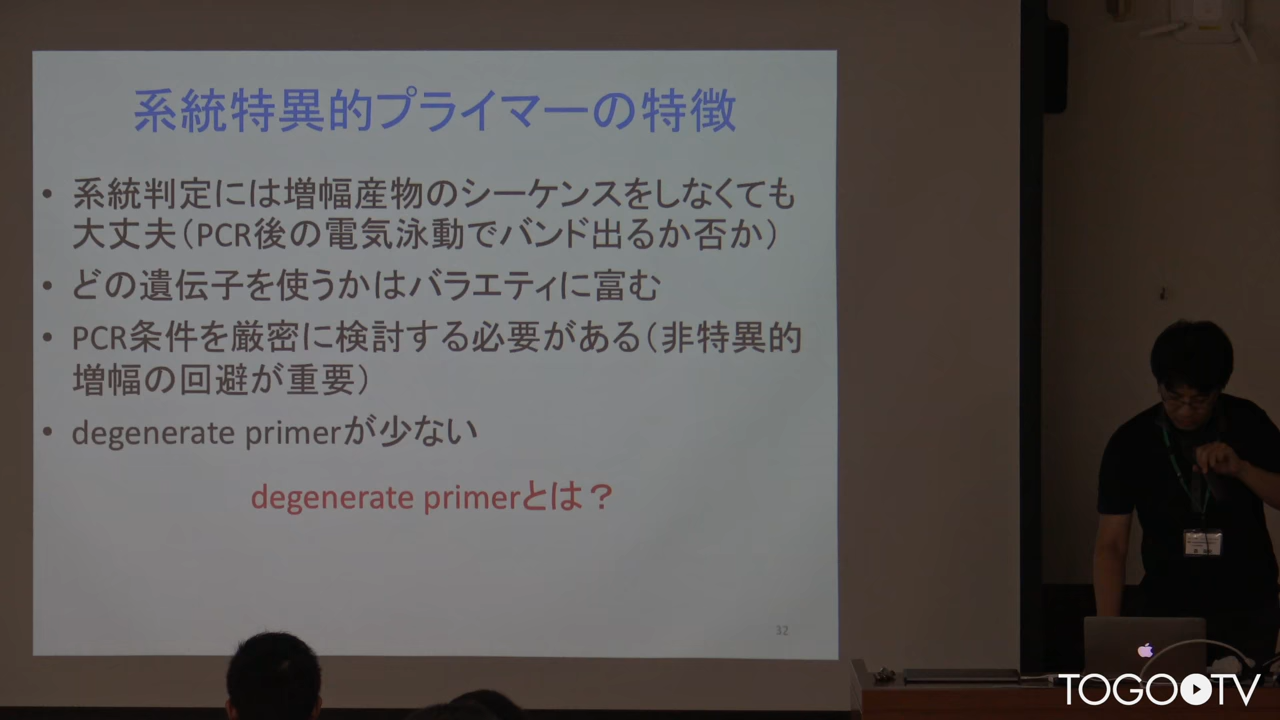 系統特異的プライマーの特徴
• 系統判定には増幅産物のシーケンスをしなくても
大丈夫（PCR後の電気泳動でバンド出るか否か）
• どの遺伝子を使うかはバラエティに富む
• PCR条件を厳密に検討する必要がある（非特異的
増幅の回避が重要）
• degenerate primerが少ない
degenerate primerとは？
32
TOGO TV